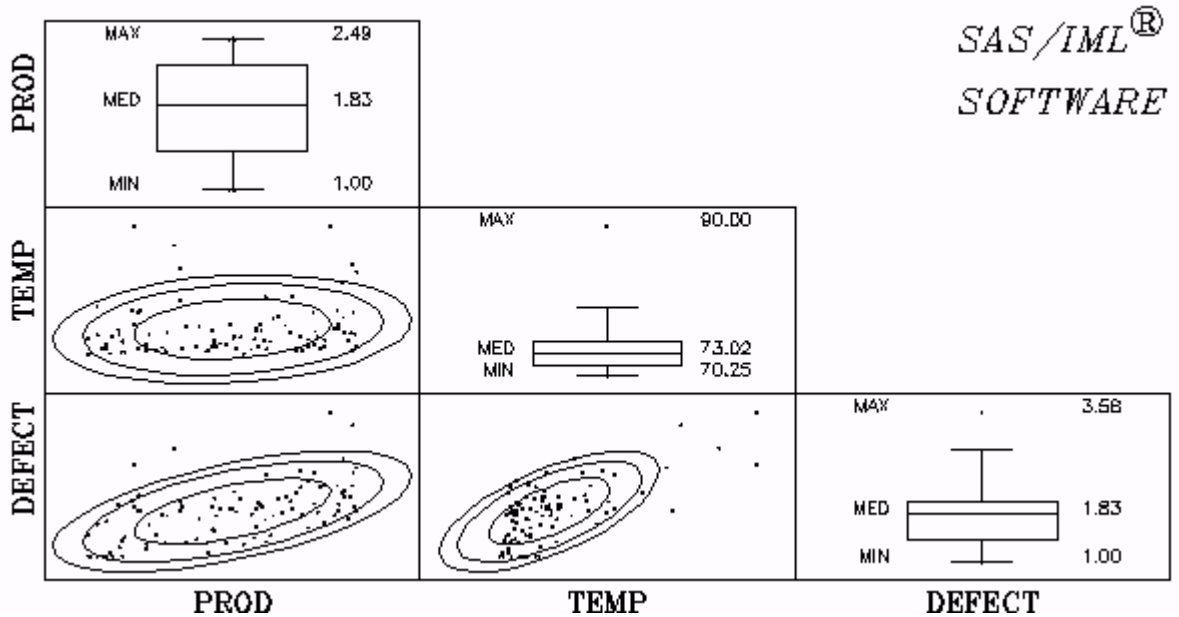 MAX 2.49
SAS/IML®
PROD
MED 1.83
SOFTWARE
MIN 1.00
TEMP
MAX 90.00
MED 73.02
MIN 70.25
DEFECT
MAX 3.56
MED 1.83
MIN 1.00
PROD TEMP DEFECT